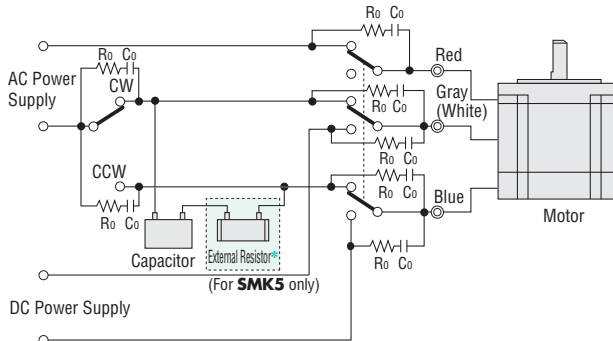 R0 C0
Red
R0 C0
AC Power
Supply
CW
R0 C0
Gray
(White)
R0 C0
CCW
R0 C0
Blue
R0 C0
Capacitor
External Resistor*
Motor
R0 C0
(For SMK5 only)
DC Power Supply